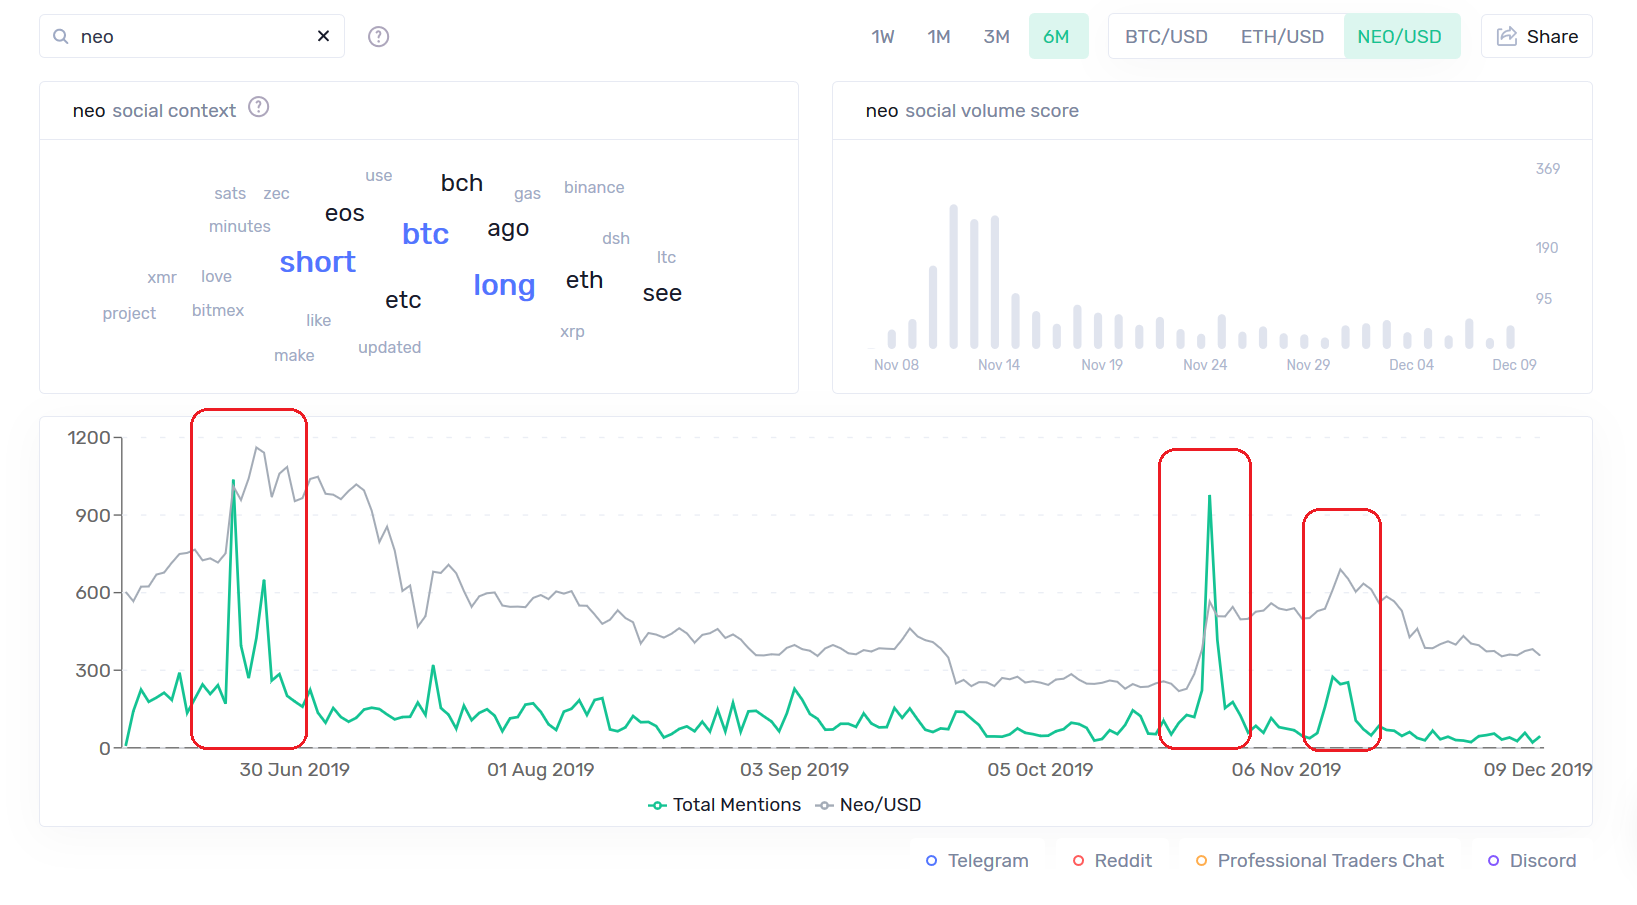 neo
1W 1M 3M 6M BTC/USD ETH/USD NEO/USD Share
neo social context
neo social volume score
use
bch
sats zec
gas
binance
eos
minutes
btc
ago
dsh
short
ltc
xmr
love
long
eth
etc
see
project
bitmex
like
xrp
make
updated
369
190
95
Nov 08 Nov 14 Nov 19 Nov 24 Nov 29 Dec 04 Dec 09
1200
900
600
300
0
30 Jun 2019 01 Aug 2019 03 Sep 2019 05 Oct 2019 06 Nov 2019 09 Dec 2019
Total Mentions Neo/USD
Telegram Reddit Professional Traders Chat Discord